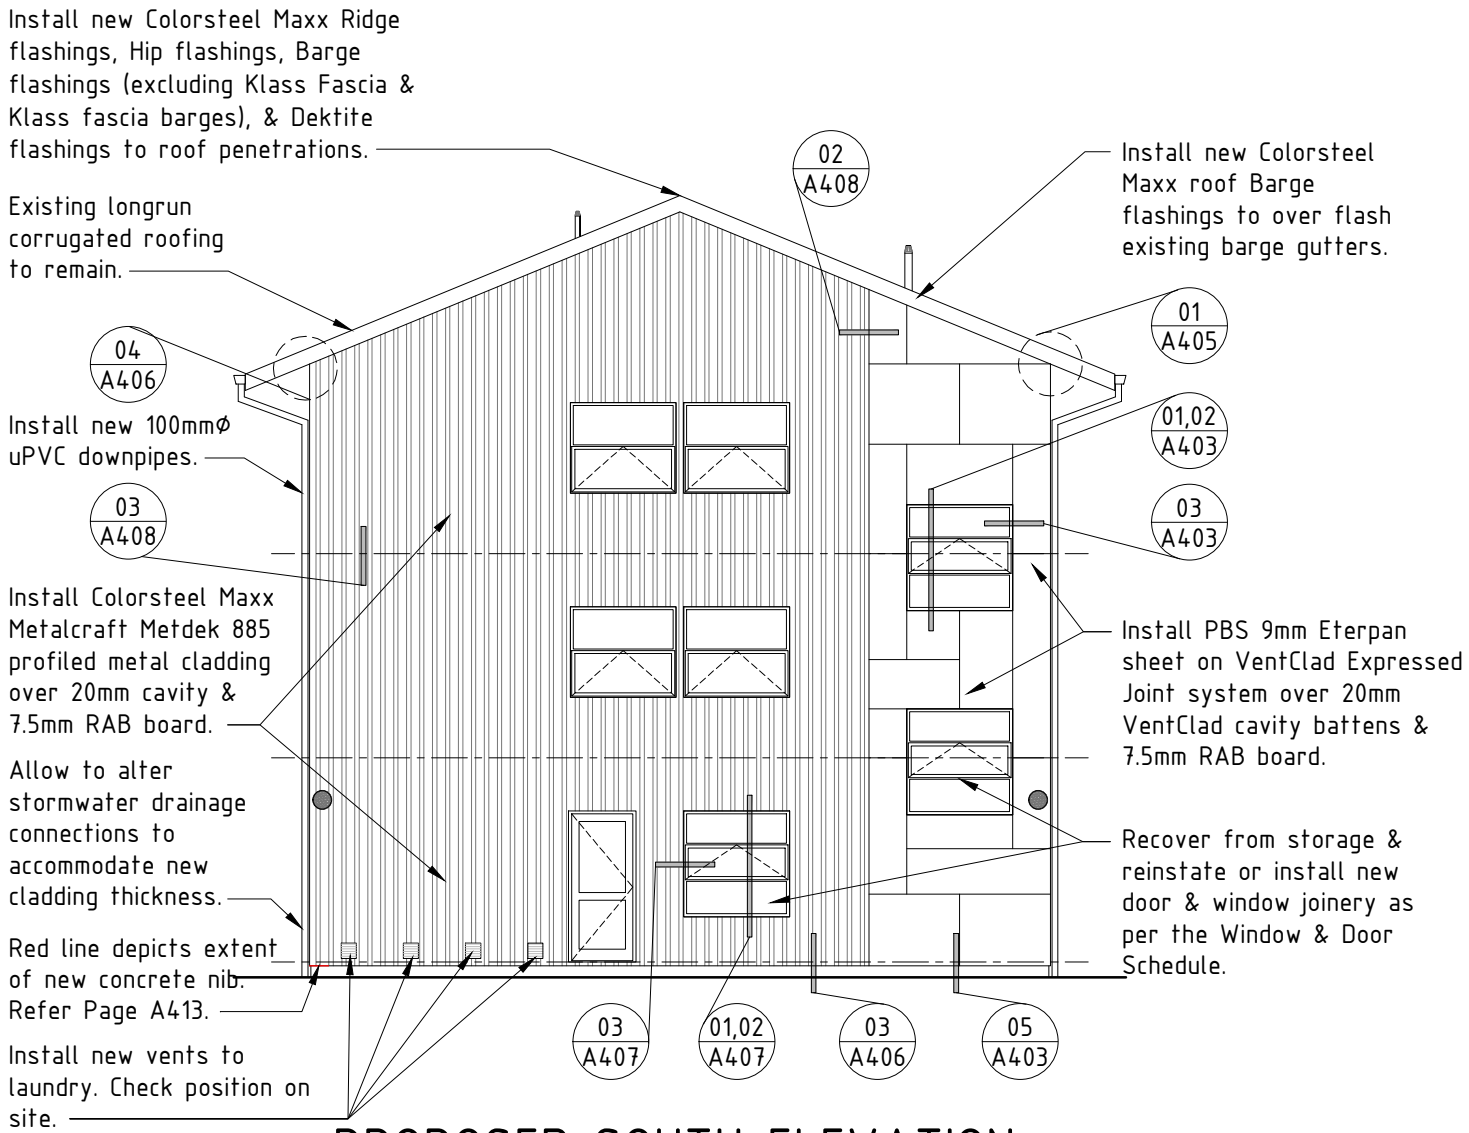 Install new Colorsteel Maxx Ridge
flashings, Hip flashings, Barge
flashings (excluding Klass Fascia &
Klass fascia barges), & Dektite
flashings to roof penetrations.
02
A408
Install new Colorsteel
Maxx roof Barge
flashings to over flash
existing barge gutters.
Existing longrun
corrugated roofing
to remain.
01
A405
04
A406
Install new 100mmØ
uPVC downpipes.
01,02
A403
03
A408
03
A403
Install Colorsteel Maxx
Metalcraft Metdek 885
profiled metal cladding
over 20mm cavity &
7.5mm RAB board.
Install PBS 9mm Eterpan
sheet on VentClad Expressed
Joint system over 20mm
VentClad cavity battens &
7.5mm RAB board.
Allow to alter
stormwater drainage
connections to
accommodate new
cladding thickness.
Recover from storage &
reinstate or install new
door & window joinery as
per the Window & Door
Schedule.
Red line depicts extent
of new concrete nib.
Refer Page A413.
03
A407
01,02
A407
03
A406
05
A403
Install new vents to
laundry. Check position on
site.
PROPOSED SOUTH ELEVATION